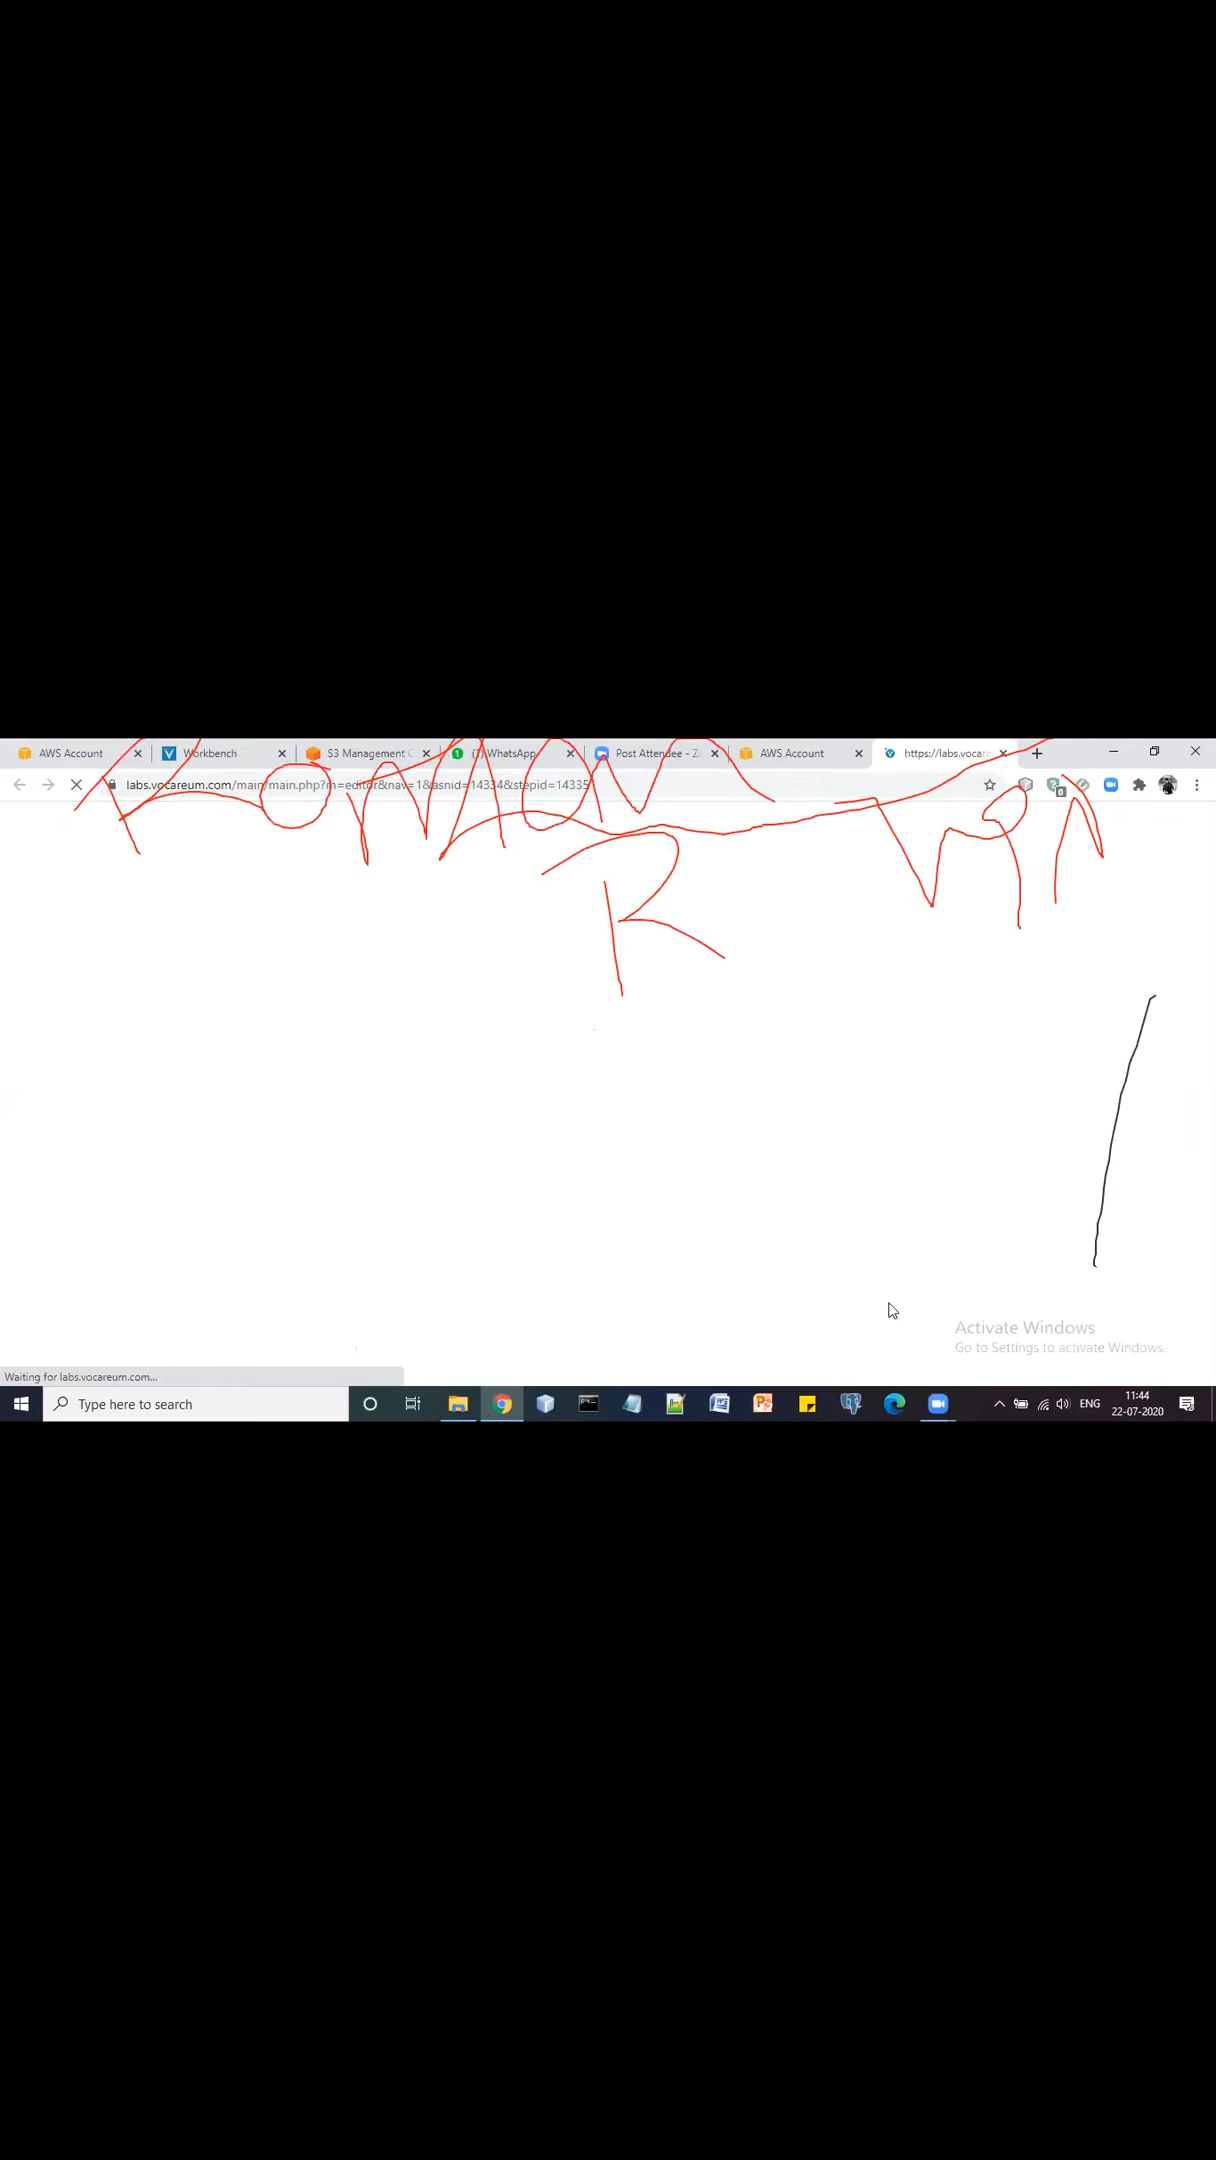 AWS Account
Workbench
S3 Management C
(1) WhatsApp
Post Attendee - Z
AWS Account
https://labs.vocar
labs.vocareum.com/main/main.php?m=editor&nav=1&asnid=14334&stepid=14335
R
Activate Windows
Go to Settings to activate Windows.
Waiting for labs.vocareum.com...
Type here to search
ENG
11:44
22-07-2020